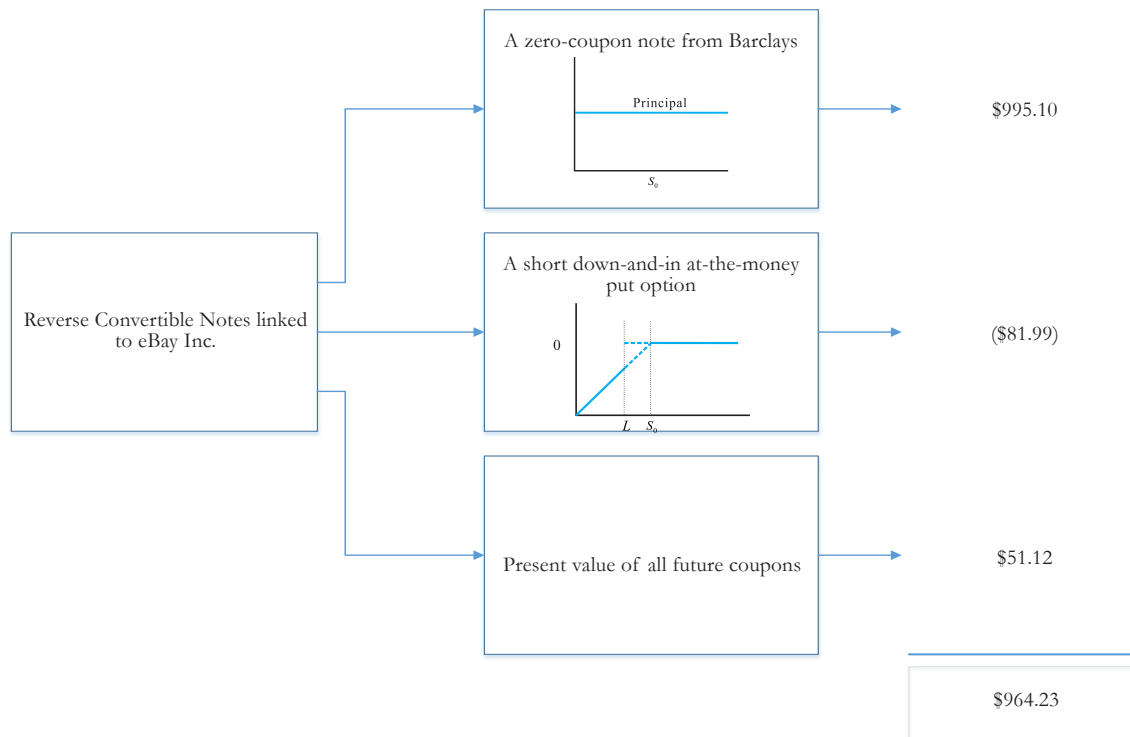 A zero-coupon note from Barclays
Principal
S₀
$995.10
Reverse Convertible Notes linked
to eBay Inc.
A short down-and-in at-the-money
put option
0
L S₀
($81.99)
Present value of all future coupons
$51.12
$964.23